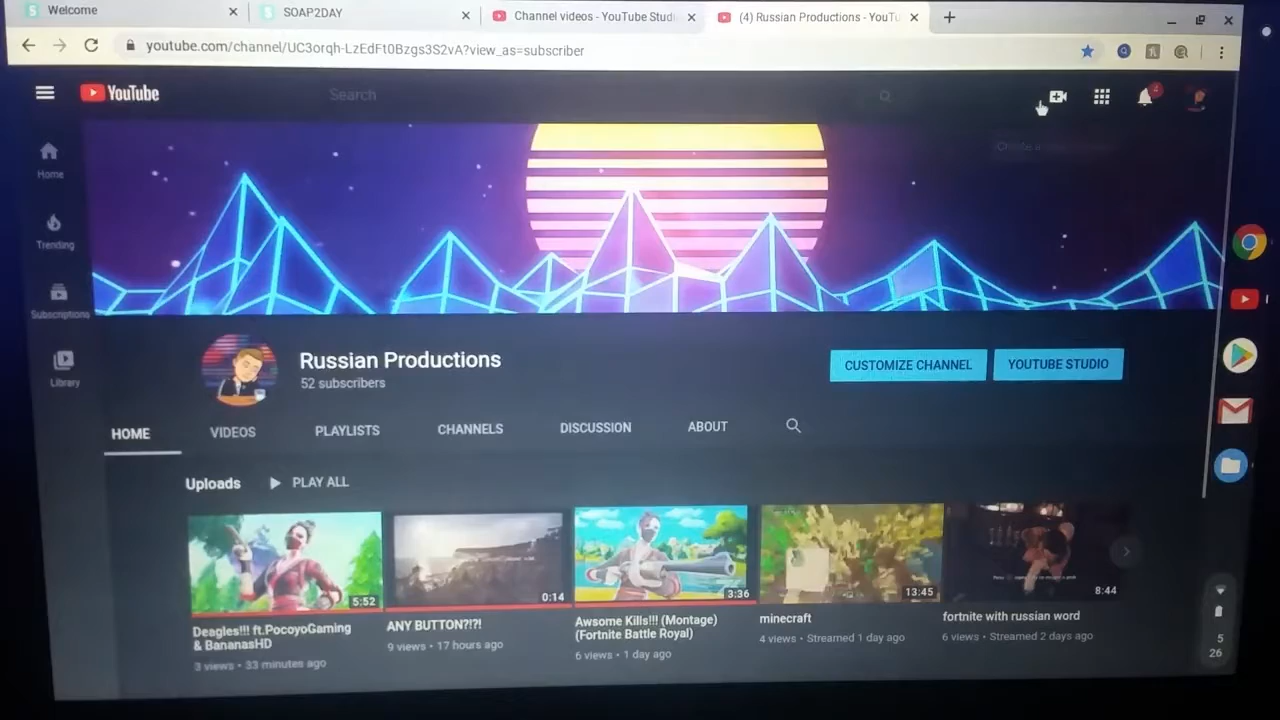 Welcome
SOAP2DAY
Channel videos - YouTube Studi
(4) Russian Productions - YouTu
youtube.com/channel/UC3orqh-LzEdFt0Bzgs3S2vA?view_as=subscriber
YouTube
Search
Home
Trending
Subscriptions
Library
Russian Productions
52 subscribers
CUSTOMIZE CHANNEL
YOUTUBE STUDIO
HOME
VIDEOS
PLAYLISTS
CHANNELS
DISCUSSION
ABOUT
Uploads
PLAY ALL
5:52
0:14
3:36
13:45
8:44
Deagles!!! ft.PocoyoGaming
& BananasHD
3 views • 33 minutes ago
ANY BUTTON?!?!
9 views • 17 hours ago
Awsome Kills!!! (Montage)
(Fortnite Battle Royal)
6 views • 1 day ago
minecraft
4 views • Streamed 1 day ago
fortnite with russian word
6 views • Streamed 2 days ago
5
26